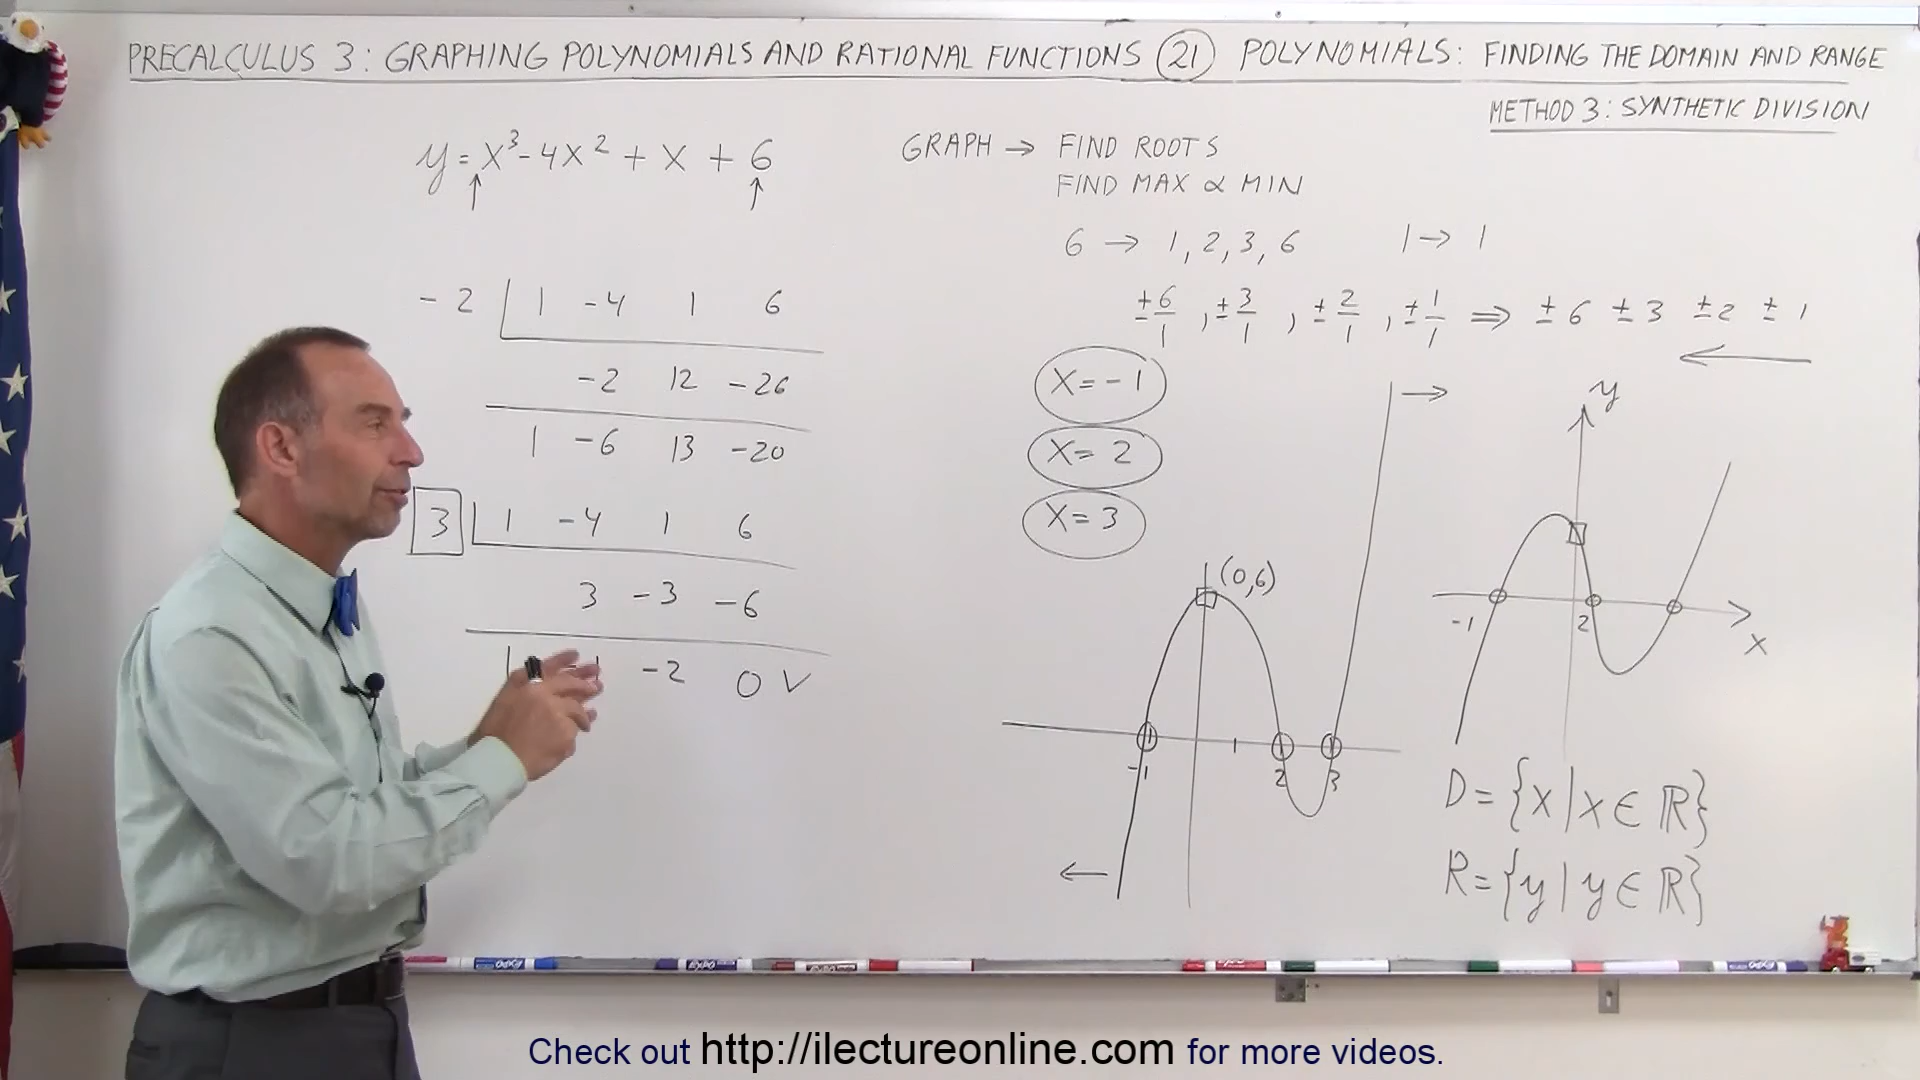 PRECALCULUS 3: GRAPHING POLYNOMIALS AND RATIONAL FUNCTIONS 21 POLYNOMIALS: FINDING THE DOMAIN AND RANGE
METHOD 3: SYNTHETIC DIVISION
y = x³ - 4x² + x + 6
GRAPH → FIND ROOTS
FIND MAX & MIN
6 → 1, 2, 3, 6 1 → 1
±6/1, ±3/1, ±2/1, ±1/1 ⇒ ±6 ±3 ±2 ±1
-2 | 1 -4 1 6
-2 12 -26
1 -6 13 -20
3 | 1 -4 1 6
3 -3 -6
1 -2 0 ✓
X = -1
X = 2
X = 3
(0,6)
-1 2 3
y
-1 2
x
D = {x | x ∈ ℝ}
R = {y | y ∈ ℝ}
EXPO EXPO EXPO
Check out http://ilectureonline.com for more videos.